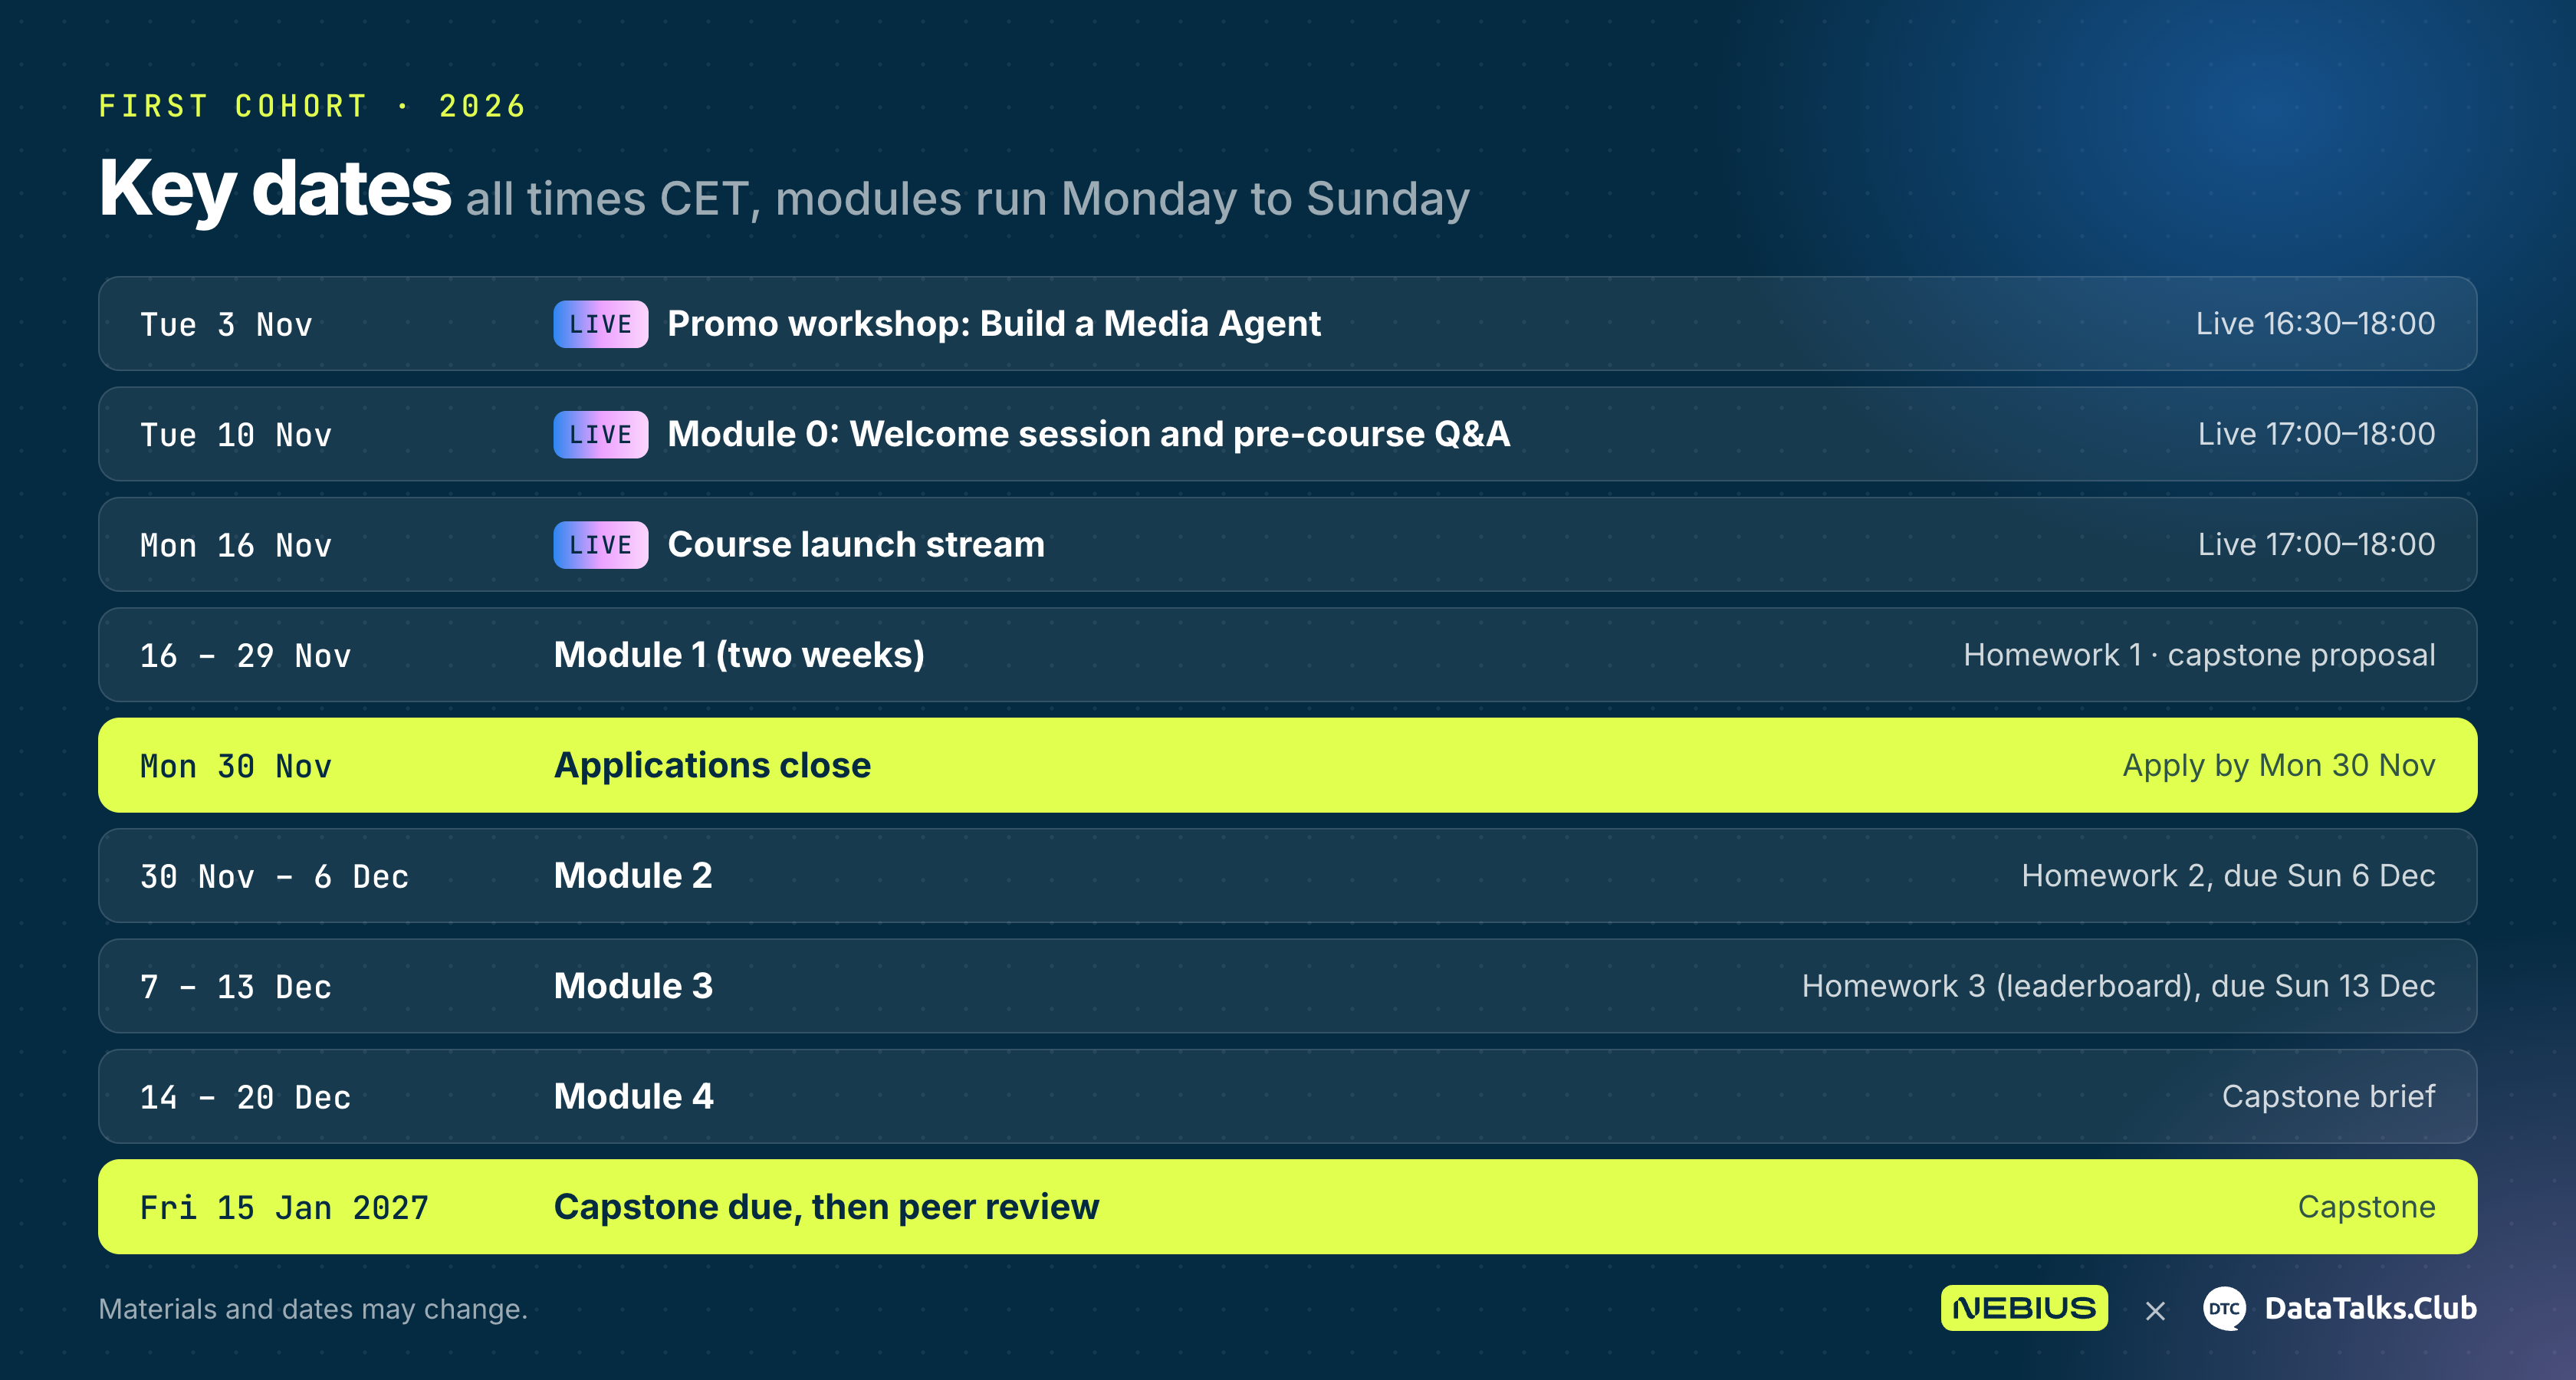 FIRST COHORT · 2026
Key dates all times CET, modules run Monday to Sunday
Tue 3 Nov LIVE Promo workshop: Build a Media Agent Live 16:30–18:00
Tue 10 Nov LIVE Module 0: Welcome session and pre-course Q&A Live 17:00–18:00
Mon 16 Nov LIVE Course launch stream Live 17:00–18:00
16 – 29 Nov Module 1 (two weeks) Homework 1 · capstone proposal
Mon 30 Nov Applications close Apply by Mon 30 Nov
30 Nov – 6 Dec Module 2 Homework 2, due Sun 6 Dec
7 – 13 Dec Module 3 Homework 3 (leaderboard), due Sun 13 Dec
14 – 20 Dec Module 4 Capstone brief
Fri 15 Jan 2027 Capstone due, then peer review Capstone
Materials and dates may change. NEBIUS × DTC DataTalks.Club